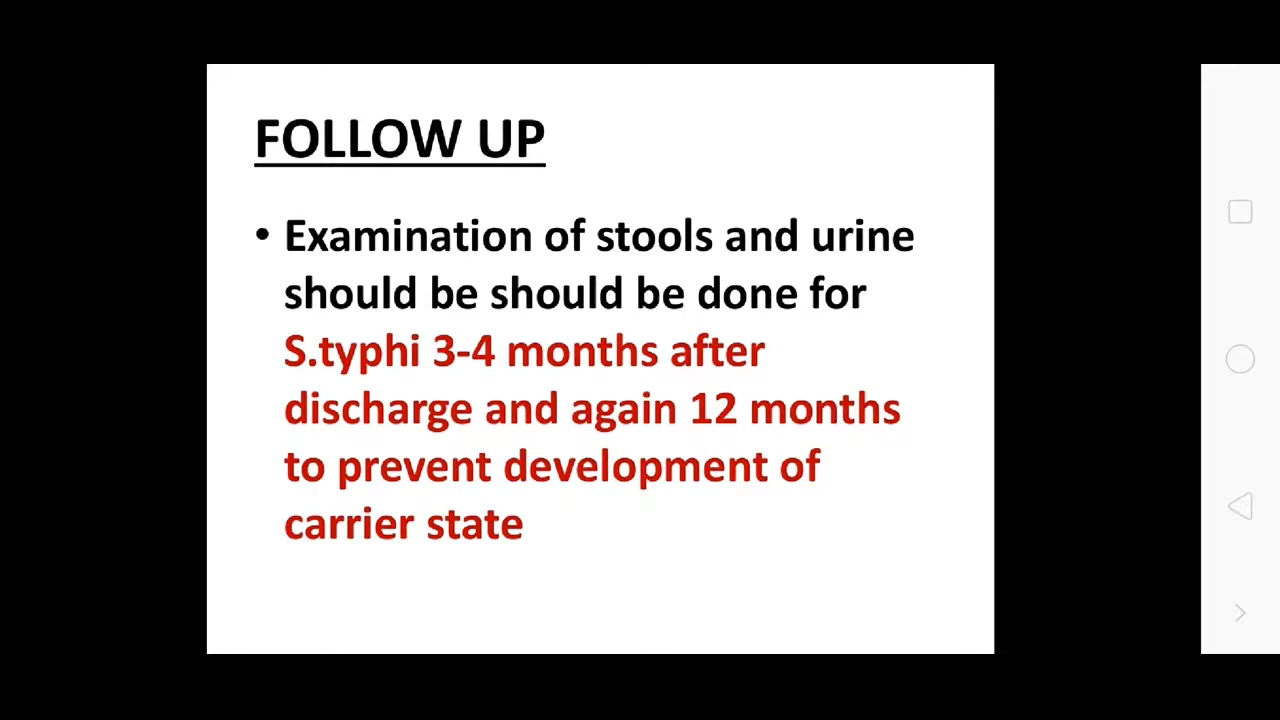 FOLLOW UP
• Examination of stools and urine
should be should be done for
S.typhi 3-4 months after
discharge and again 12 months
to prevent development of
carrier state